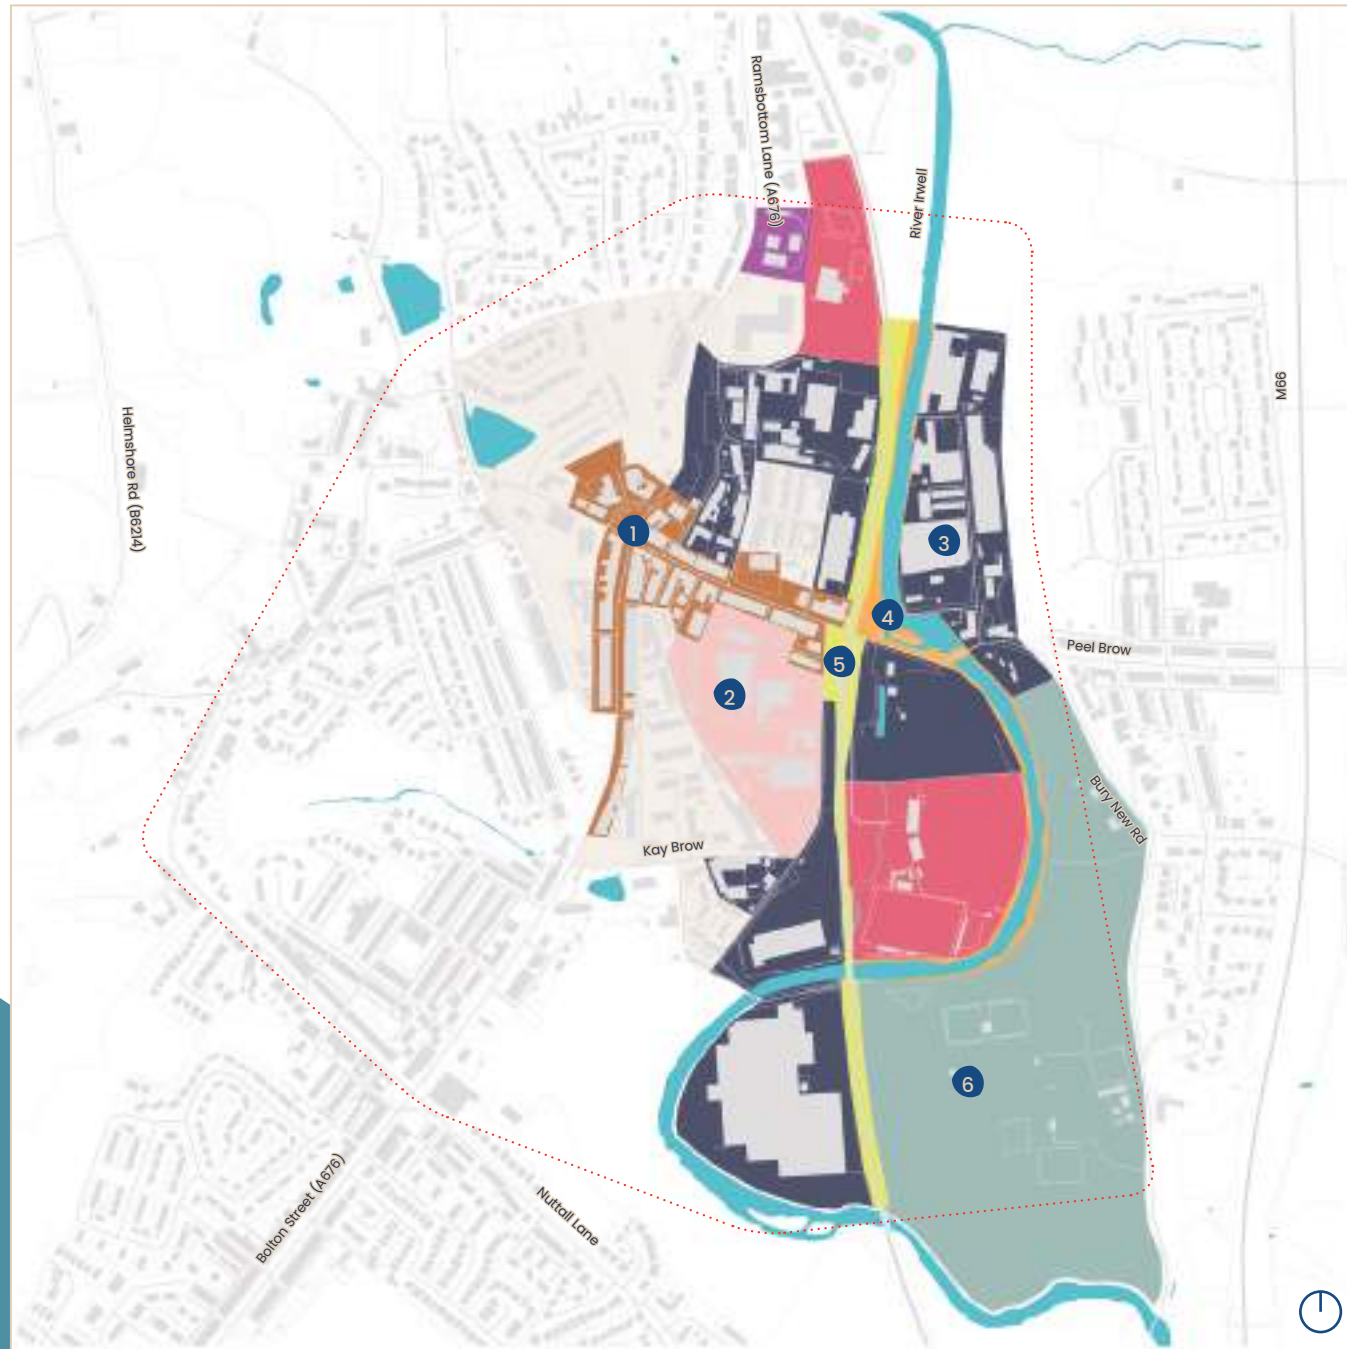 Ramsbottom Lane (A676)
River Irwell
M66
Helmshore Rd (B6214)
1
3
4
Peel Brow
5
2
Bury New Rd
Kay Brow
6
Bolton Street (A676)
Nuttall Lane